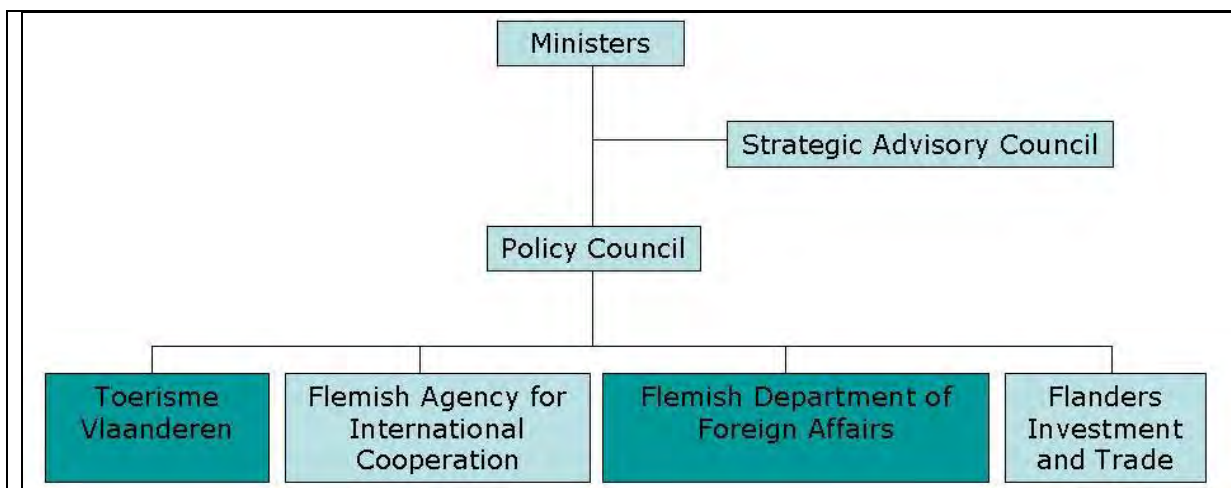 Ministers
Strategic Advisory Council
Policy Council
Toerisme
Vlaanderen
Flemish Agency for
International
Cooperation
Flemish Department of
Foreign Affairs
Flanders
Investment
and Trade